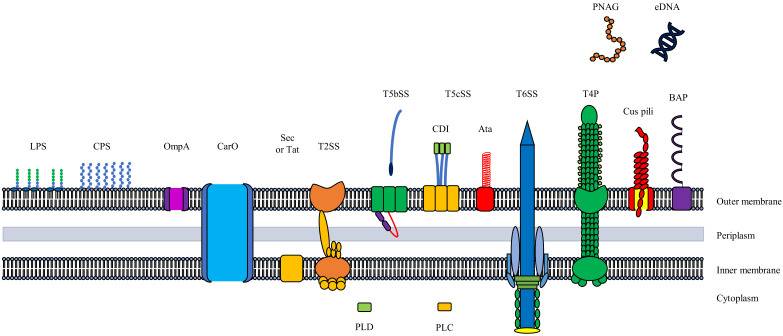 PNAG eDNA
T5bSS T5cSS T6SS T4P BAP
Cus pili
LPS CPS OmpA CarO Sec
or Tat T2SS CDI Ata
Outer membrane
Periplasm
Inner membrane
Cytoplasm
PLD PLC